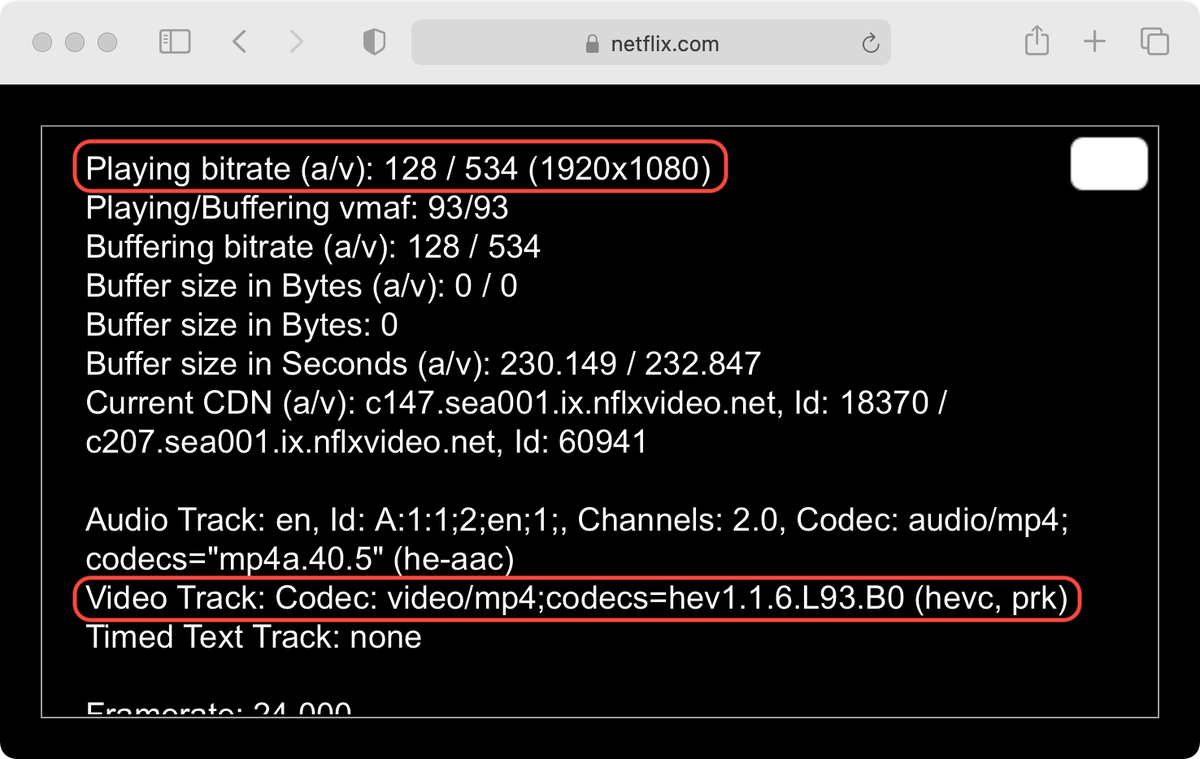 netflix.com
Playing bitrate (a/v): 128 / 534 (1920x1080)
Playing/Buffering vmaf: 93/93
Buffering bitrate (a/v): 128 / 534
Buffer size in Bytes (a/v): 0 / 0
Buffer size in Bytes: 0
Buffer size in Seconds (a/v): 230.149 / 232.847
Current CDN (a/v): c147.sea001.ix.nflxvideo.net, Id: 18370 /
c207.sea001.ix.nflxvideo.net, Id: 60941
Audio Track: en, Id: A:1:1;2;en;1;, Channels: 2.0, Codec: audio/mp4;
codecs="mp4a.40.5" (he-aac)
Video Track: Codec: video/mp4;codecs=hev1.1.6.L93.B0 (hevc, prk)
Timed Text Track: none
Framerate: 24.000